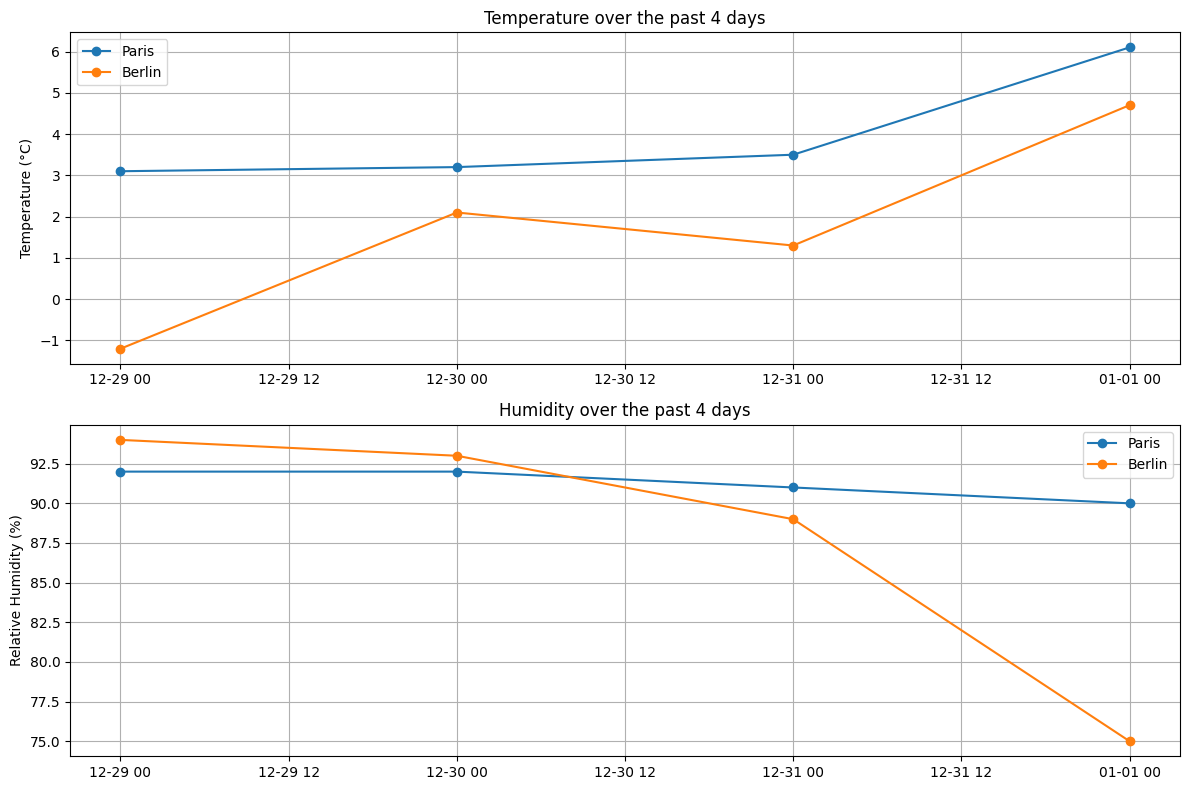 Temperature over the past 4 days
Paris
Berlin
Temperature (°C)
6
5
4
3
2
1
0
−1
12-29 00 12-29 12 12-30 00 12-30 12 12-31 00 12-31 12 01-01 00
Humidity over the past 4 days
Paris
Berlin
Relative Humidity (%)
92.5
90.0
87.5
85.0
82.5
80.0
77.5
75.0
12-29 00 12-29 12 12-30 00 12-30 12 12-31 00 12-31 12 01-01 00